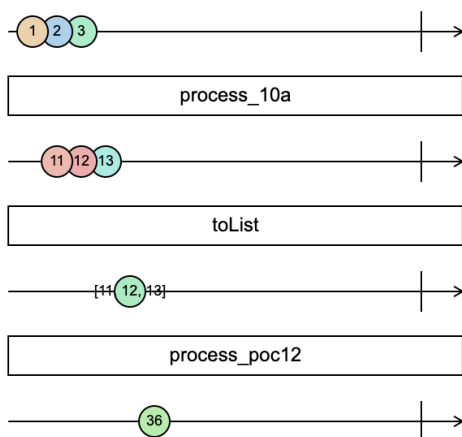 1 2 3
process_10a
11 12 13
toList
[11, 12, 13]
process_poc12
36